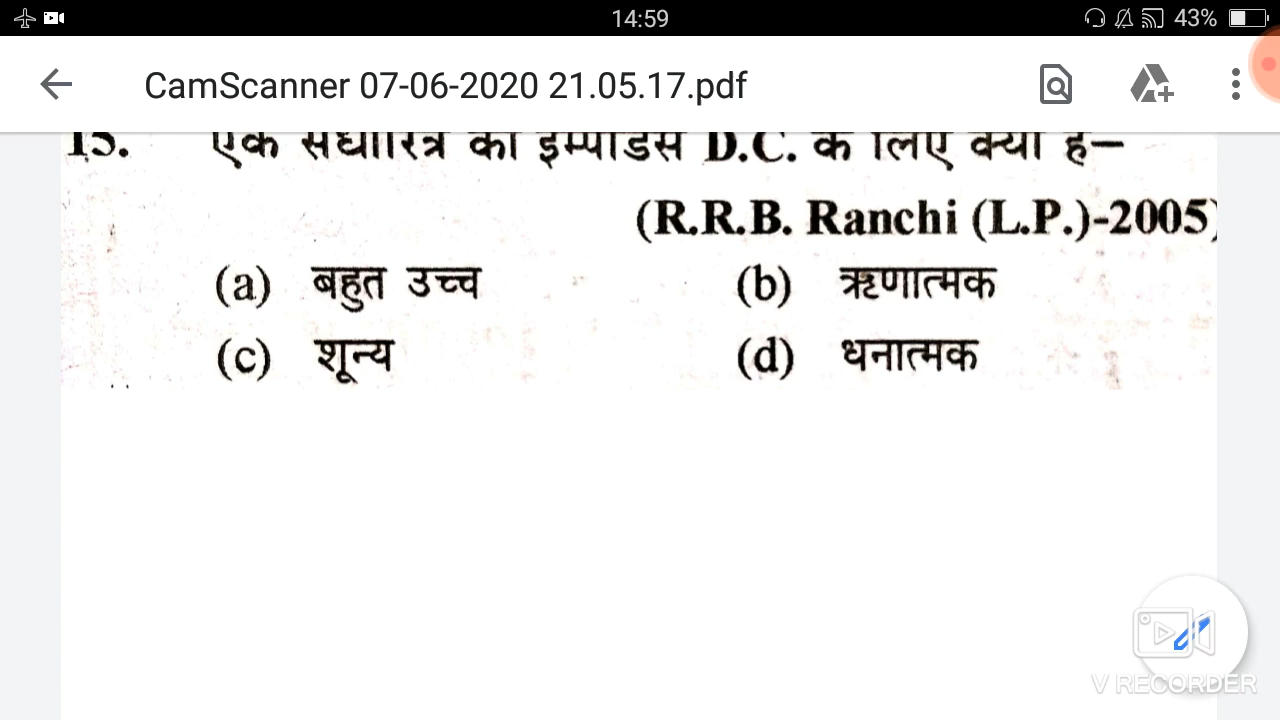 14:59
43%
CamScanner 07-06-2020 21.05.17.pdf
15. एक संधारित्र का इम्पीडेंस D.C. के लिए क्या है–
(R.R.B. Ranchi (L.P.)-2005)
(a) बहुत उच्च (b) ऋणात्मक
(c) शून्य (d) धनात्मक
V RECORDER